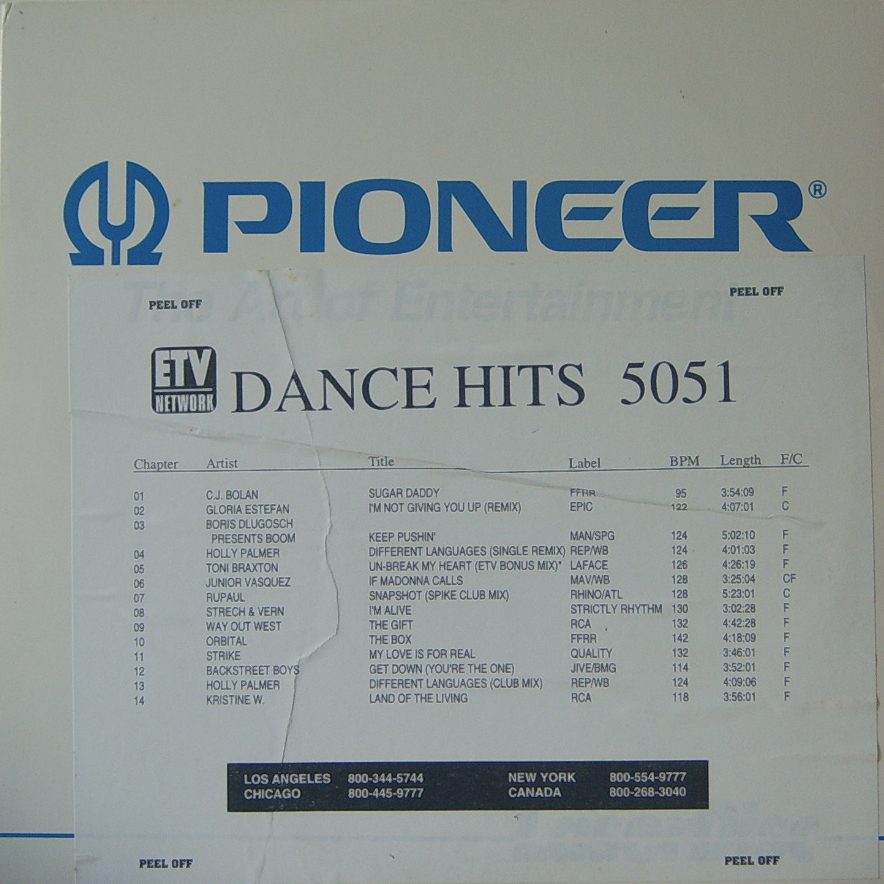 PIONEER®
The Art of Entertainment
PEEL OFF PEEL OFF
ETV
NETWORK
DANCE HITS 5051
Chapter Artist Title Label BPM Length F/C
01 C.J. BOLAN SUGAR DADDY FFRR 95 3:54:09 F
02 GLORIA ESTEFAN I'M NOT GIVING YOU UP (REMIX) EPIC 122 4:07:01 C
03 BORIS DLUGOSCH
PRESENTS BOOM KEEP PUSHIN' MAN/SPG 124 5:02:10 F
04 HOLLY PALMER DIFFERENT LANGUAGES (SINGLE REMIX) REP/WB 124 4:01:03 F
05 TONI BRAXTON UN-BREAK MY HEART (ETV BONUS MIX)* LAFACE 126 4:26:19 F
06 JUNIOR VASQUEZ IF MADONNA CALLS MAV/WB 128 3:25:04 CF
07 RUPAUL SNAPSHOT (SPIKE CLUB MIX) RHINO/ATL 128 5:23:01 C
08 STRECH & VERN I'M ALIVE STRICTLY RHYTHM 130 3:02:28 F
09 WAY OUT WEST THE GIFT RCA 132 4:42:28 F
10 ORBITAL THE BOX FFRR 142 4:18:09 F
11 STRIKE MY LOVE IS FOR REAL QUALITY 132 3:46:01 F
12 BACKSTREET BOYS GET DOWN (YOU'RE THE ONE) JIVE/BMG 114 3:52:01 F
13 HOLLY PALMER DIFFERENT LANGUAGES (CLUB MIX) REP/WB 124 4:09:06 F
14 KRISTINE W. LAND OF THE LIVING RCA 118 3:56:01 F
LOS ANGELES 800-344-5744 NEW YORK 800-554-9777
CHICAGO 800-445-9777 CANADA 800-268-3040
PEEL OFF PEEL OFF